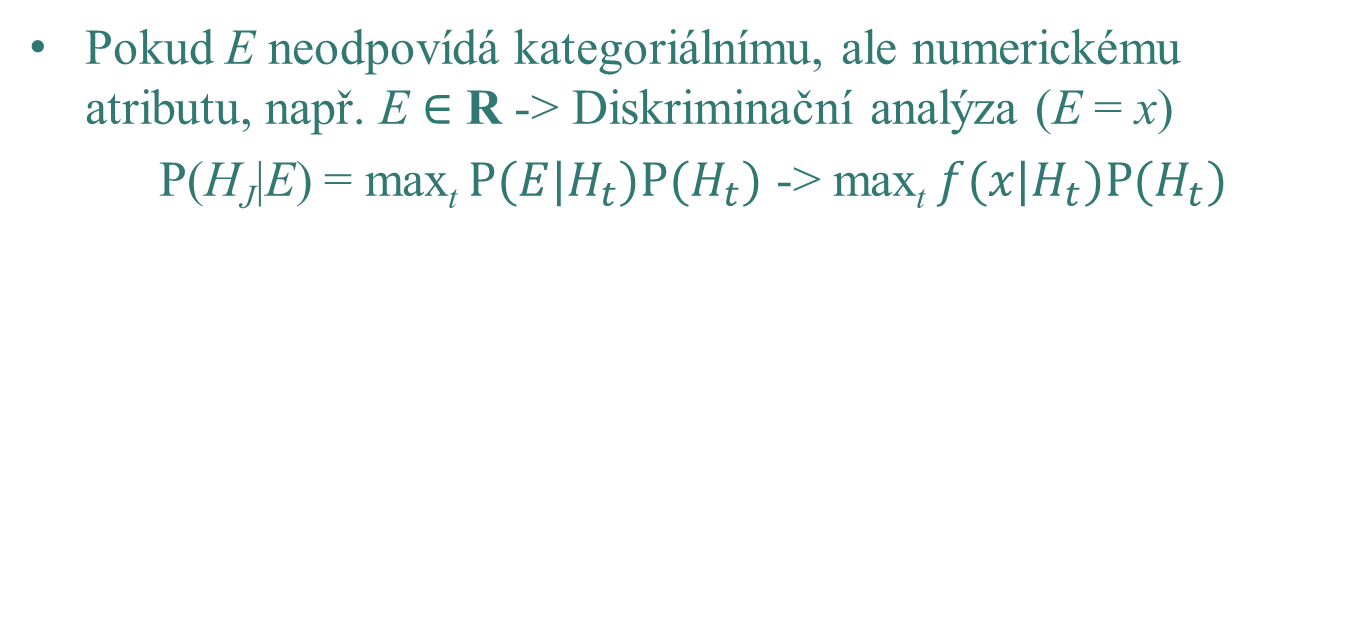 • Pokud E neodpovídá kategoriálnímu, ale numerickému
atributu, např. E ∈ R -> Diskriminační analýza (E = x)
P(H_J|E) = max_t P(E|H_t)P(H_t) -> max_t f(x|H_t)P(H_t)